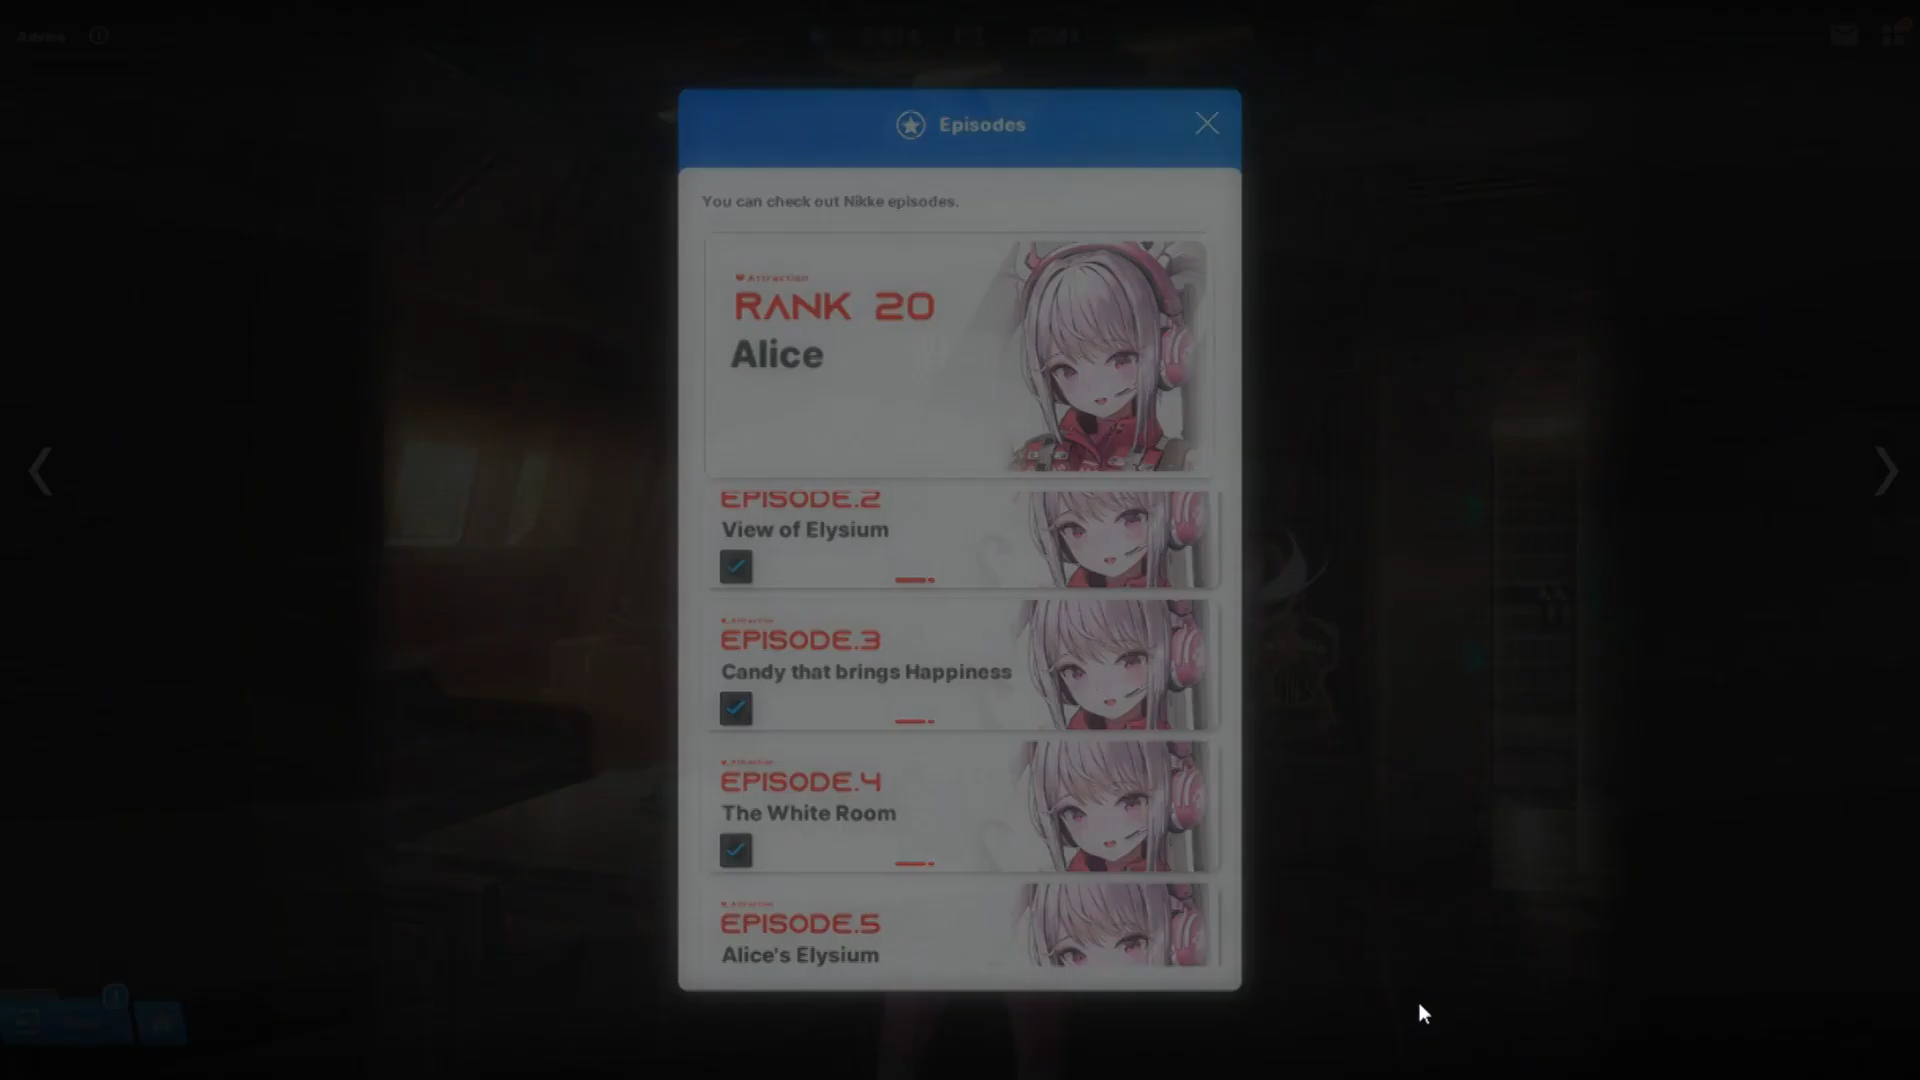 Advise
Episodes
You can check out Nikke episodes.
Attraction
RANK 20
Alice
EPISODE.2
View of Elysium
Attraction
EPISODE.3
Candy that brings Happiness
Attraction
EPISODE.4
The White Room
Attraction
EPISODE.5
Alice's Elysium